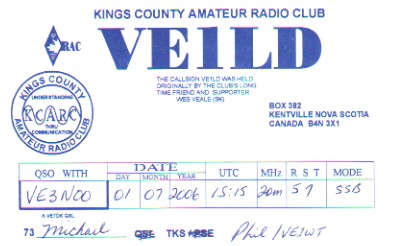 KINGS COUNTY AMATEUR RADIO CLUB
RAC
VE1LD
THE CALLSIGN VE1LD WAS HELD
ORIGINALLY BY THE CLUB'S LONG
TIME FRIEND AND SUPPORTER
WES VEALE (SK)
KINGS COUNTY
UNDERSTANDING
KCARC
THRU
COMMUNICATION
AMATEUR RADIO CLUB
BOX 382
KENTVILLE NOVA SCOTIA
CANADA B4N 3X1
QSO WITH DATE UTC MHz R S T MODE
DAY MONTH YEAR
VE3NOO 01 07 2006 15:15 20m 57 SSB
A VE7DK QSL
73 Michael QSL TKS PSE Phil / VE1WT